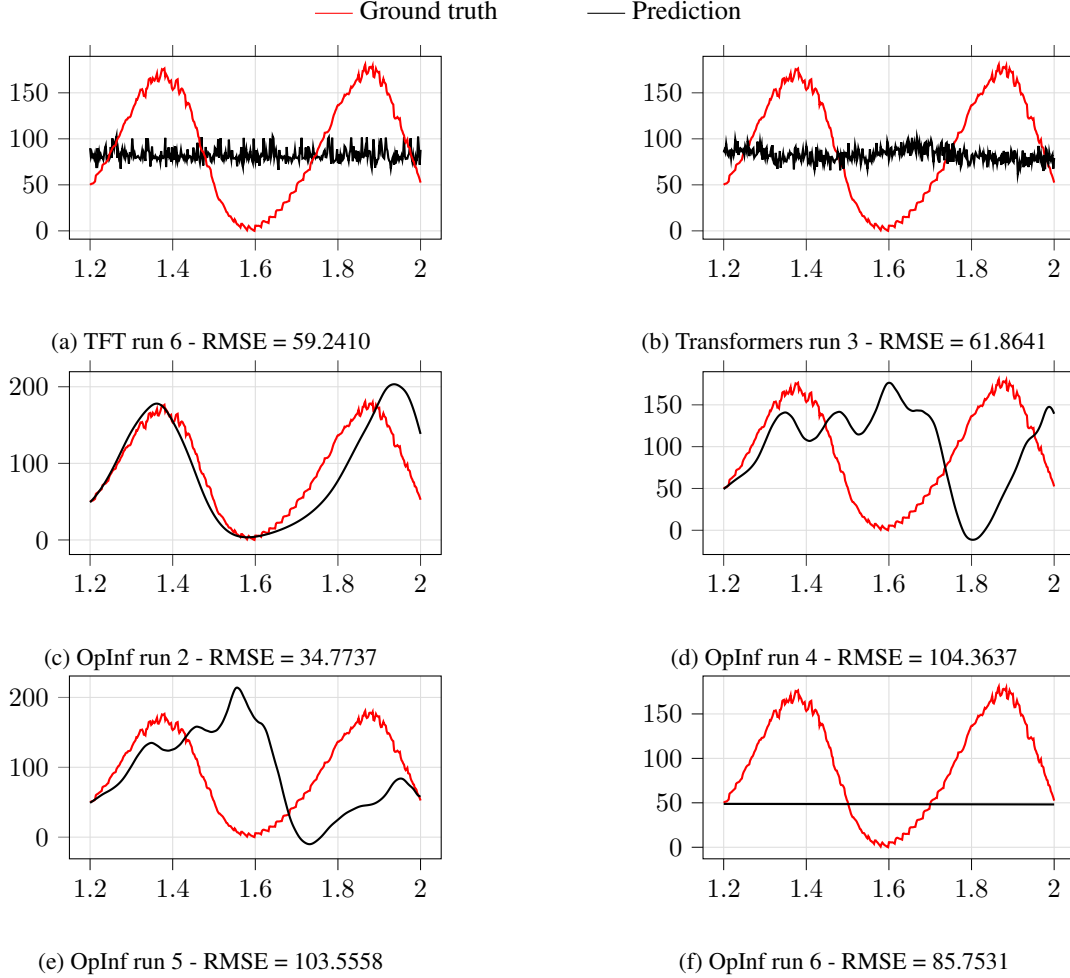 Ground truth Prediction
150
100
50
0
1.2 1.4 1.6 1.8 2
(a) TFT run 6 - RMSE = 59.2410
150
100
50
0
1.2 1.4 1.6 1.8 2
(b) Transformers run 3 - RMSE = 61.8641
200
100
0
1.2 1.4 1.6 1.8 2
(c) OpInf run 2 - RMSE = 34.7737
150
100
50
0
1.2 1.4 1.6 1.8 2
(d) OpInf run 4 - RMSE = 104.3637
200
100
0
1.2 1.4 1.6 1.8 2
(e) OpInf run 5 - RMSE = 103.5558
150
100
50
0
1.2 1.4 1.6 1.8 2
(f) OpInf run 6 - RMSE = 85.7531